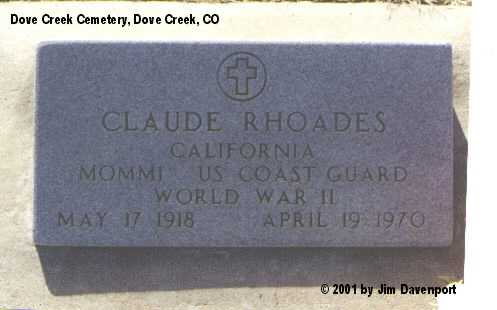 Dove Creek Cemetery, Dove Creek, CO
CLAUDE RHOADES
CALIFORNIA
MOMM1 US COAST GUARD
WORLD WAR II
MAY 17 1918 APRIL 19 1970
© 2001 by Jim Davenport